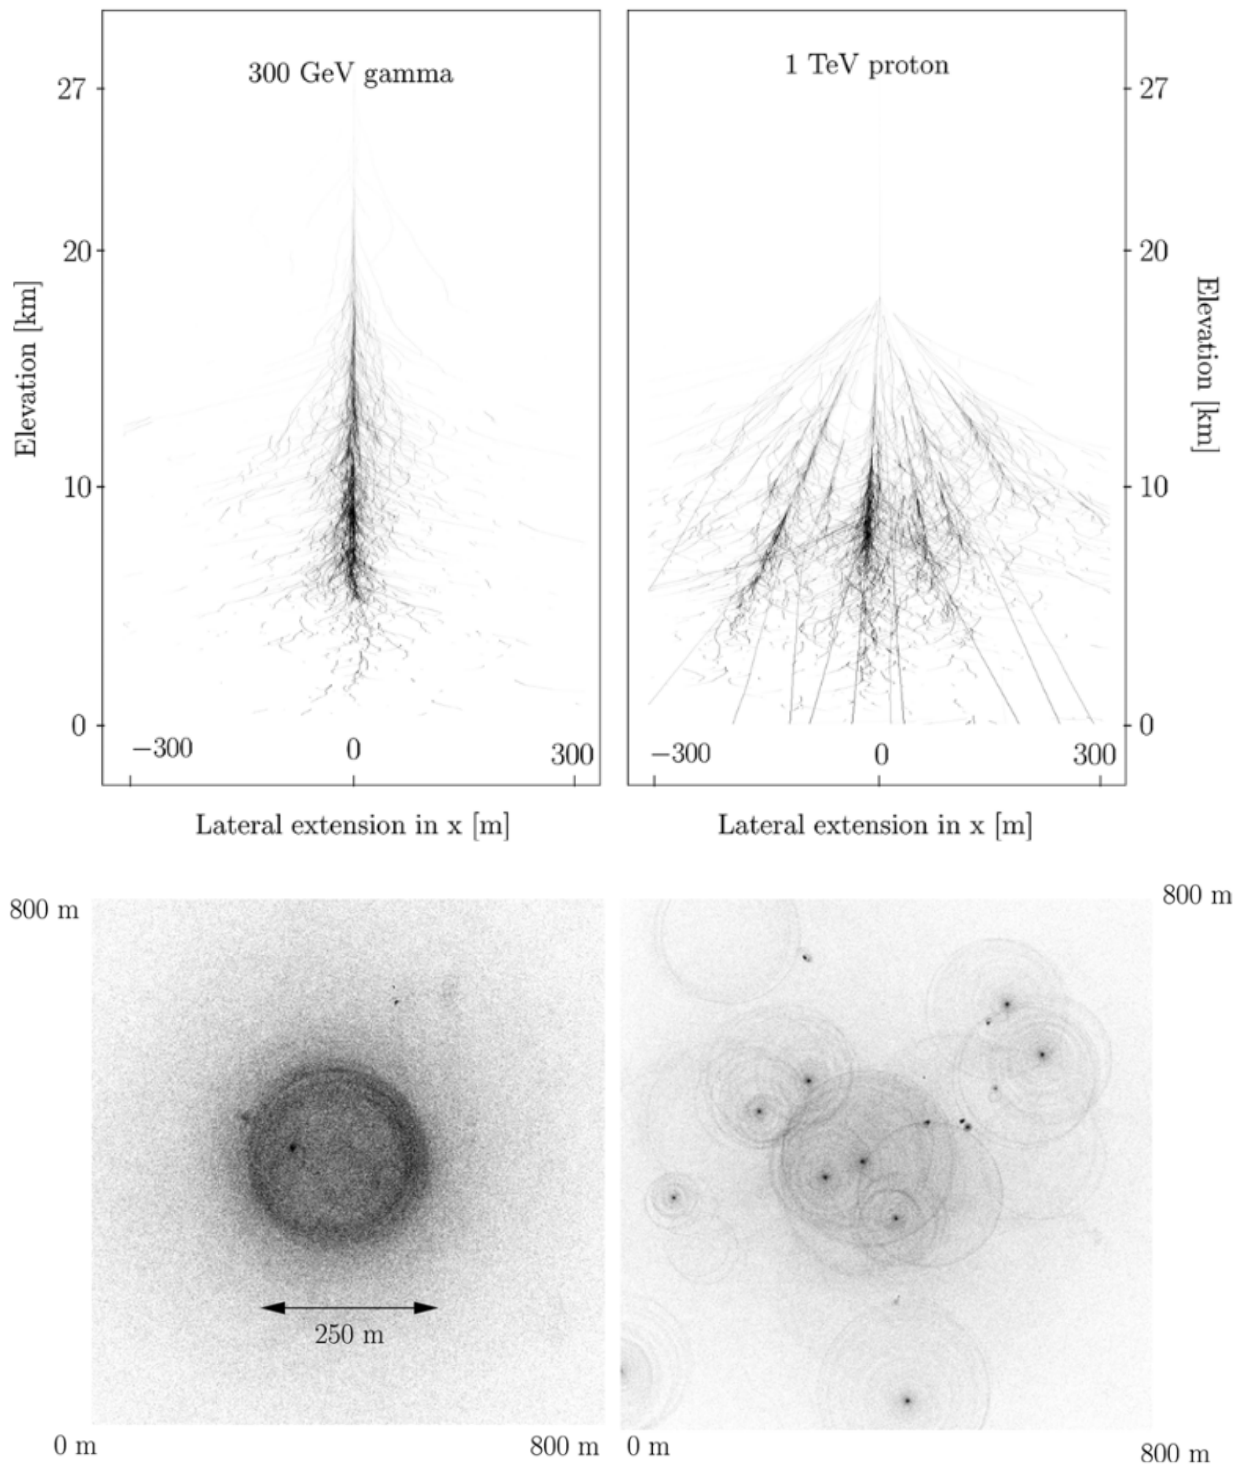 300 GeV gamma
27
20
10
0
Elevation [km]
−300 0 300
Lateral extension in x [m]
1 TeV proton
27
20
10
0
Elevation [km]
−300 0 300
Lateral extension in x [m]
800 m
250 m
0 m 800 m
800 m
0 m 800 m